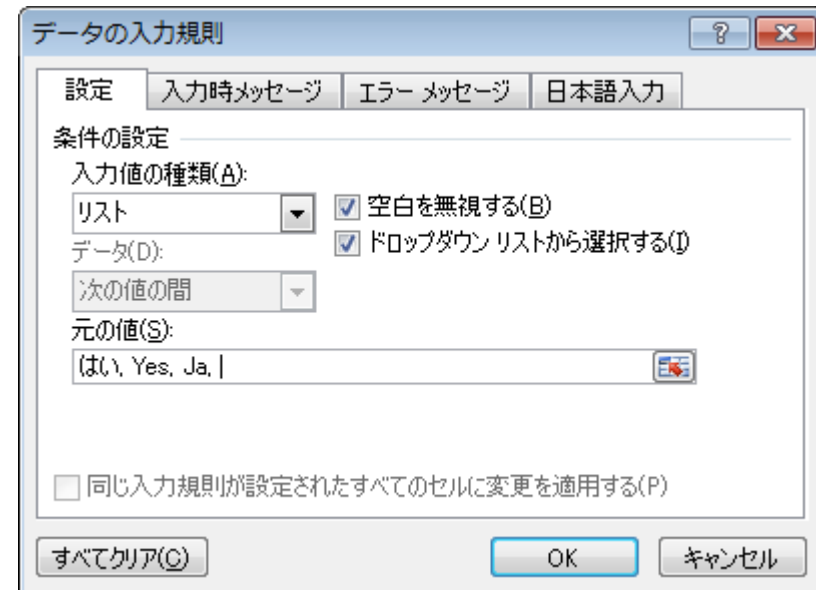 データの入力規則
設定 入力時メッセージ エラー メッセージ 日本語入力
条件の設定
入力値の種類(A):
リスト 空白を無視する(B)
データ(D): ドロップダウン リストから選択する(I)
次の値の間
元の値(S):
はい, Yes, Ja,
同じ入力規則が設定されたすべてのセルに変更を適用する(P)
すべてクリア(C) OK キャンセル